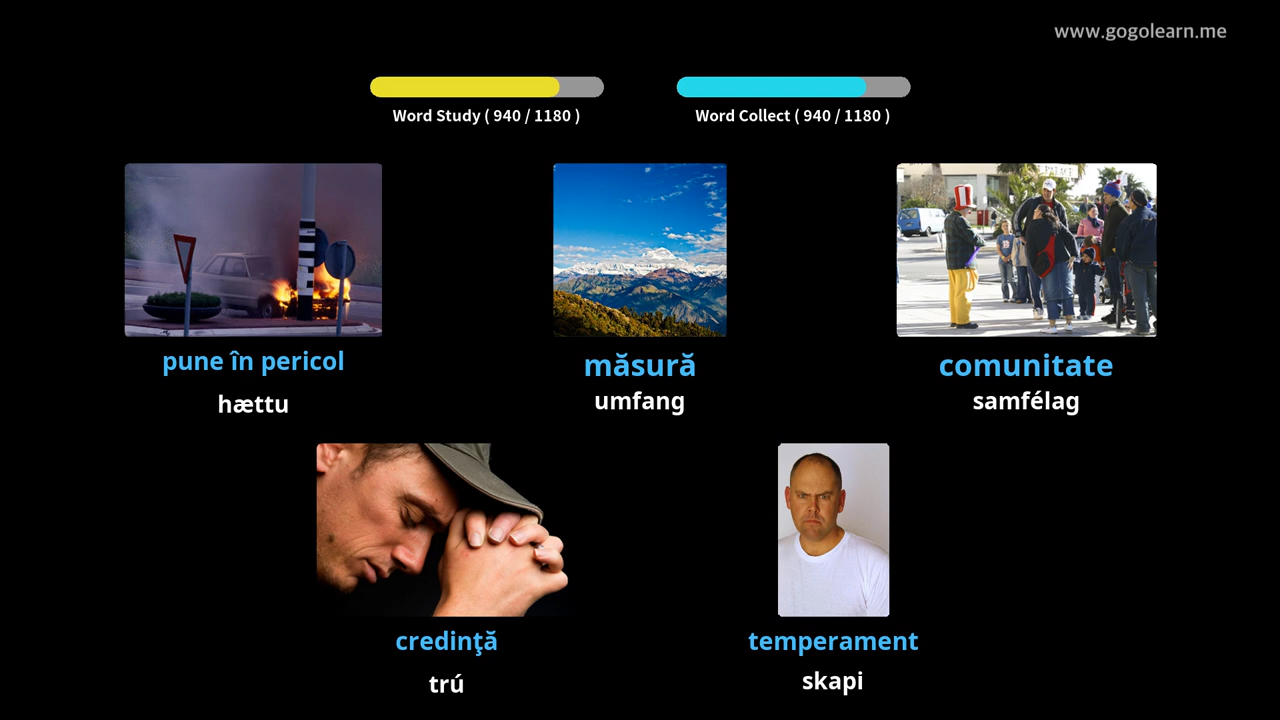 www.gogolearn.me
Word Study ( 940 / 1180 )
Word Collect ( 940 / 1180 )
pune în pericol
hættu
măsură
umfang
comunitate
samfélag
credinţă
trú
temperament
skapi